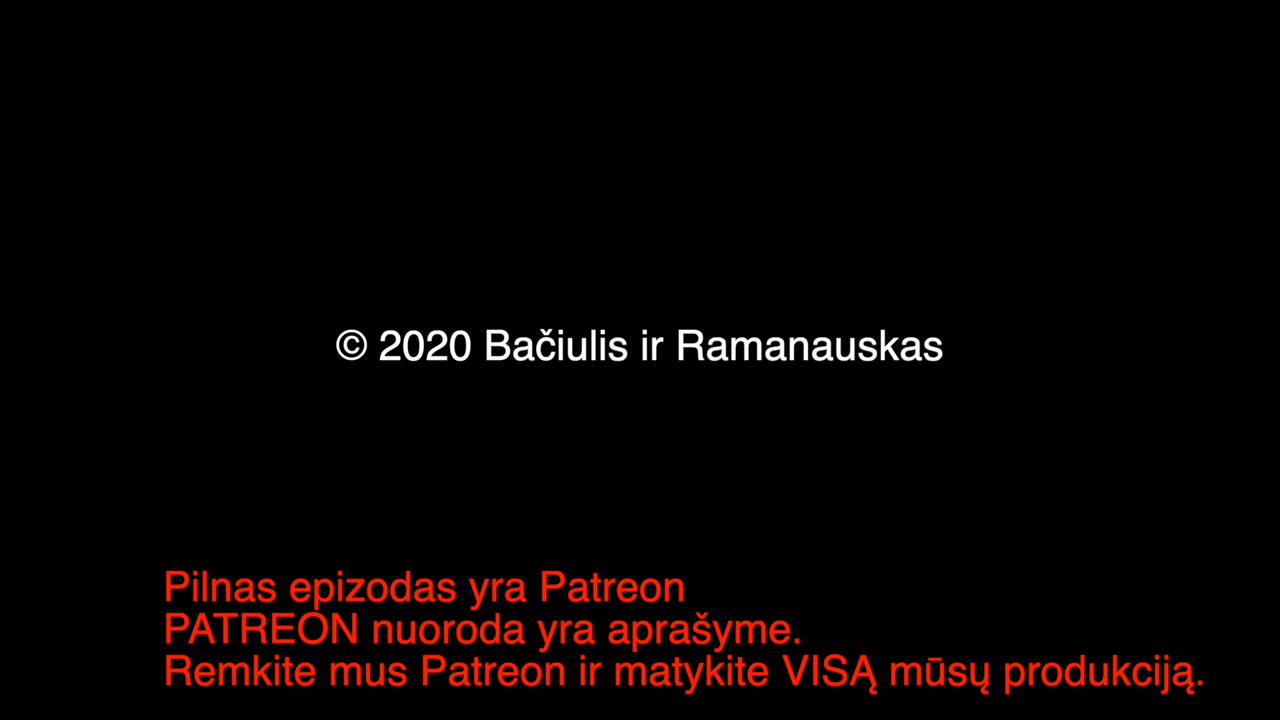 © 2020 Bačiulis ir Ramanauskas
Pilnas epizodas yra Patreon
PATREON nuoroda yra aprašyme.
Remkite mus Patreon ir matykite VISĄ mūsų produkciją.